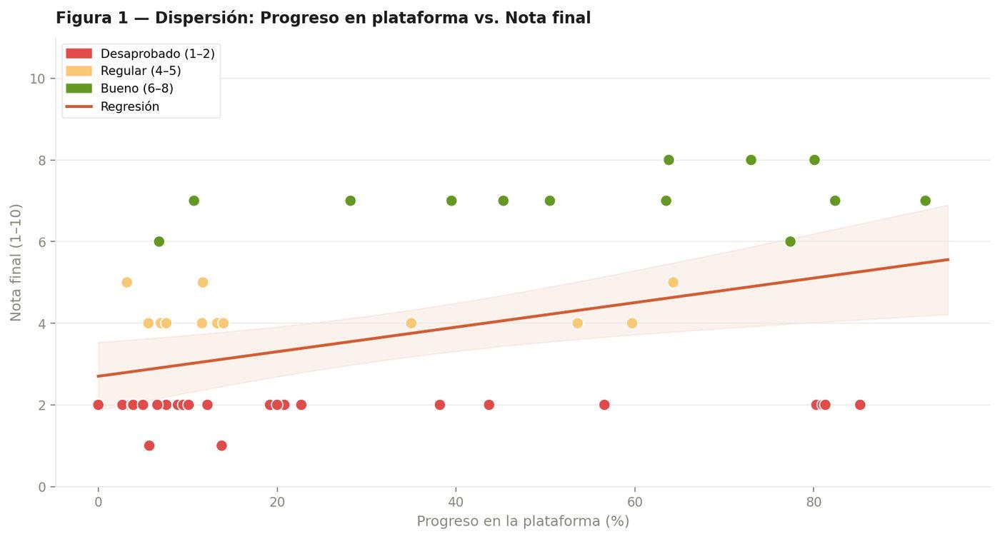 Figura 1 — Dispersión: Progreso en plataforma vs. Nota final
Desaprobado (1–2)
Regular (4–5)
Bueno (6–8)
Regresión
Nota final (1–10)
10
8
6
4
2
0
0 20 40 60 80
Progreso en la plataforma (%)